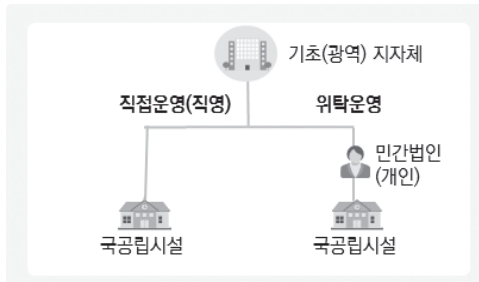 기초(광역) 지자체
직접운영(직영)
위탁운영
민간법인
(개인)
국공립시설
국공립시설